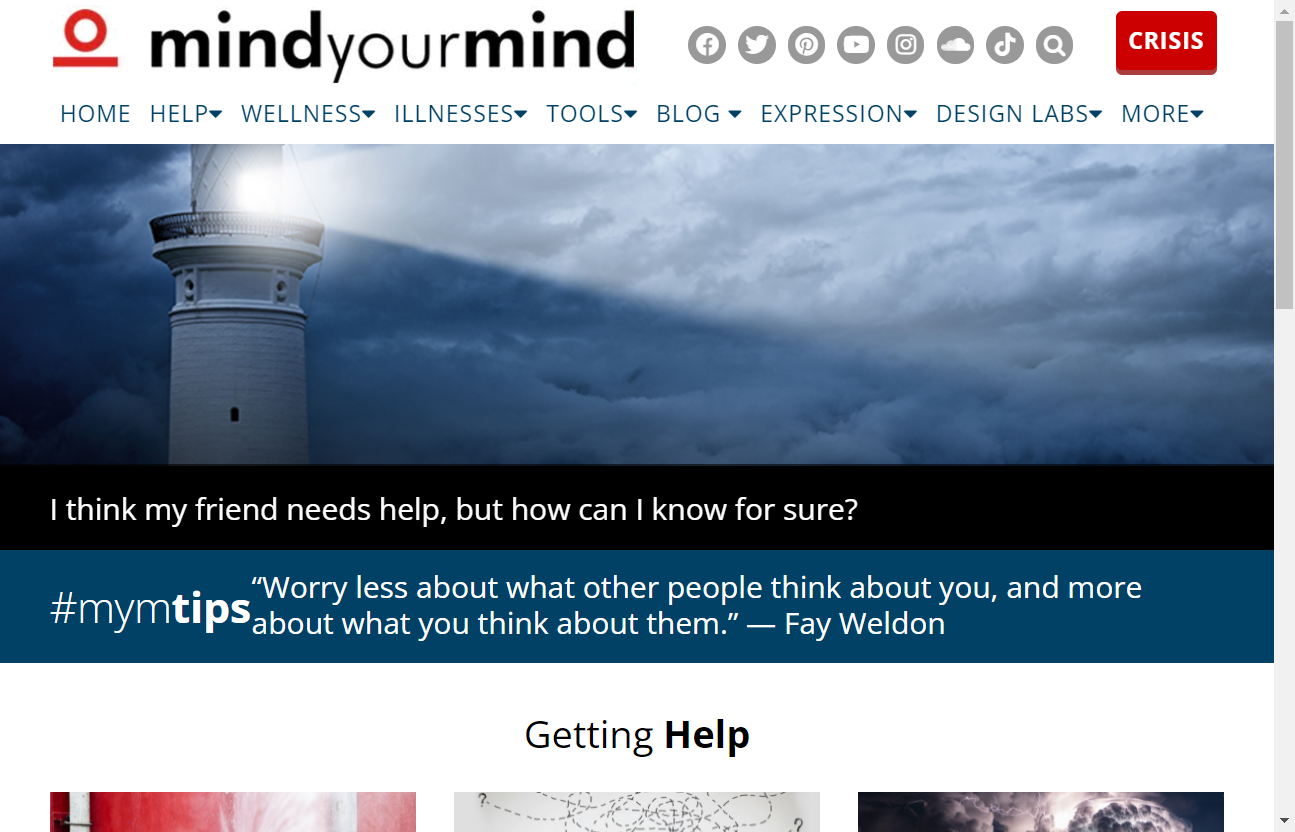 mindyourmind
CRISIS
HOME HELP WELLNESS ILLNESSES TOOLS BLOG EXPRESSION DESIGN LABS MORE
I think my friend needs help, but how can I know for sure?
#mymtips
“Worry less about what other people think about you, and more
about what you think about them.” — Fay Weldon
Getting Help